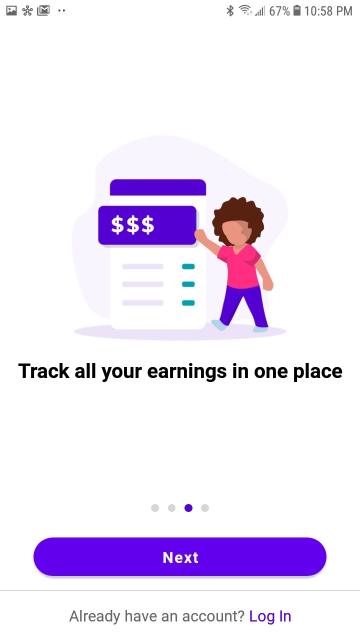 67% 10:58 PM
$$$
Track all your earnings in one place
Next
Already have an account? Log In